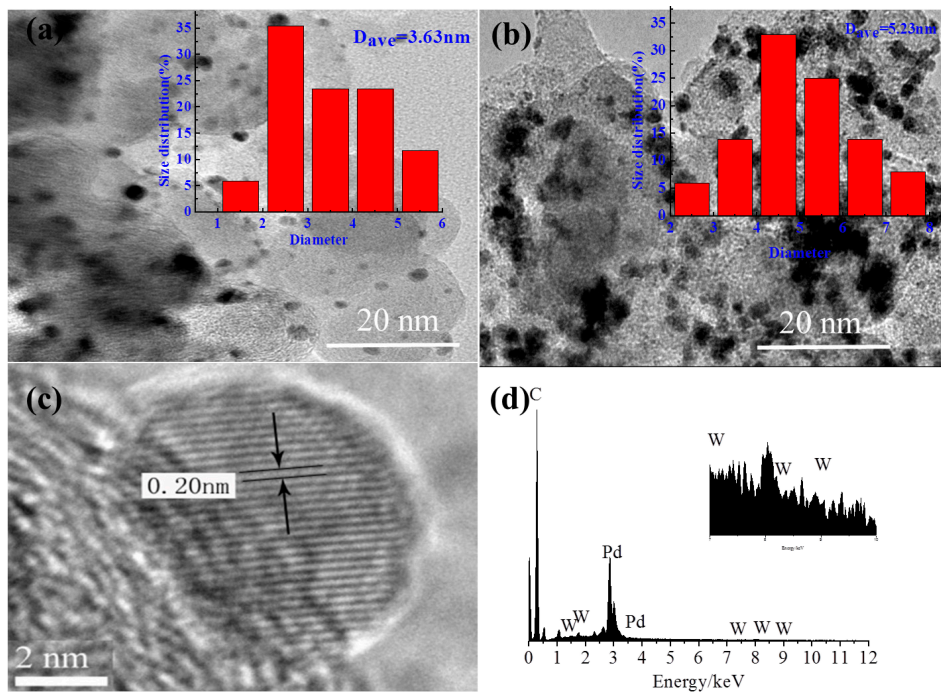 (a)
D_ave=3.63nm
Size distribution(%)
35
30
25
20
15
10
5
0
1 2 3 4 5 6
Diameter
20 nm
(b)
D_ave=5.23nm
Size distribution(%)
35
30
25
20
15
10
5
0
2 3 4 5 6 7 8
Diameter
20 nm
(c)
0.20nm
2 nm
(d)
C
W
W
W
Pd
Pd
W
W
W
W
W
Energy/keV
0 1 2 3 4 5 6 7 8 9 10 11 12
Energy/keV